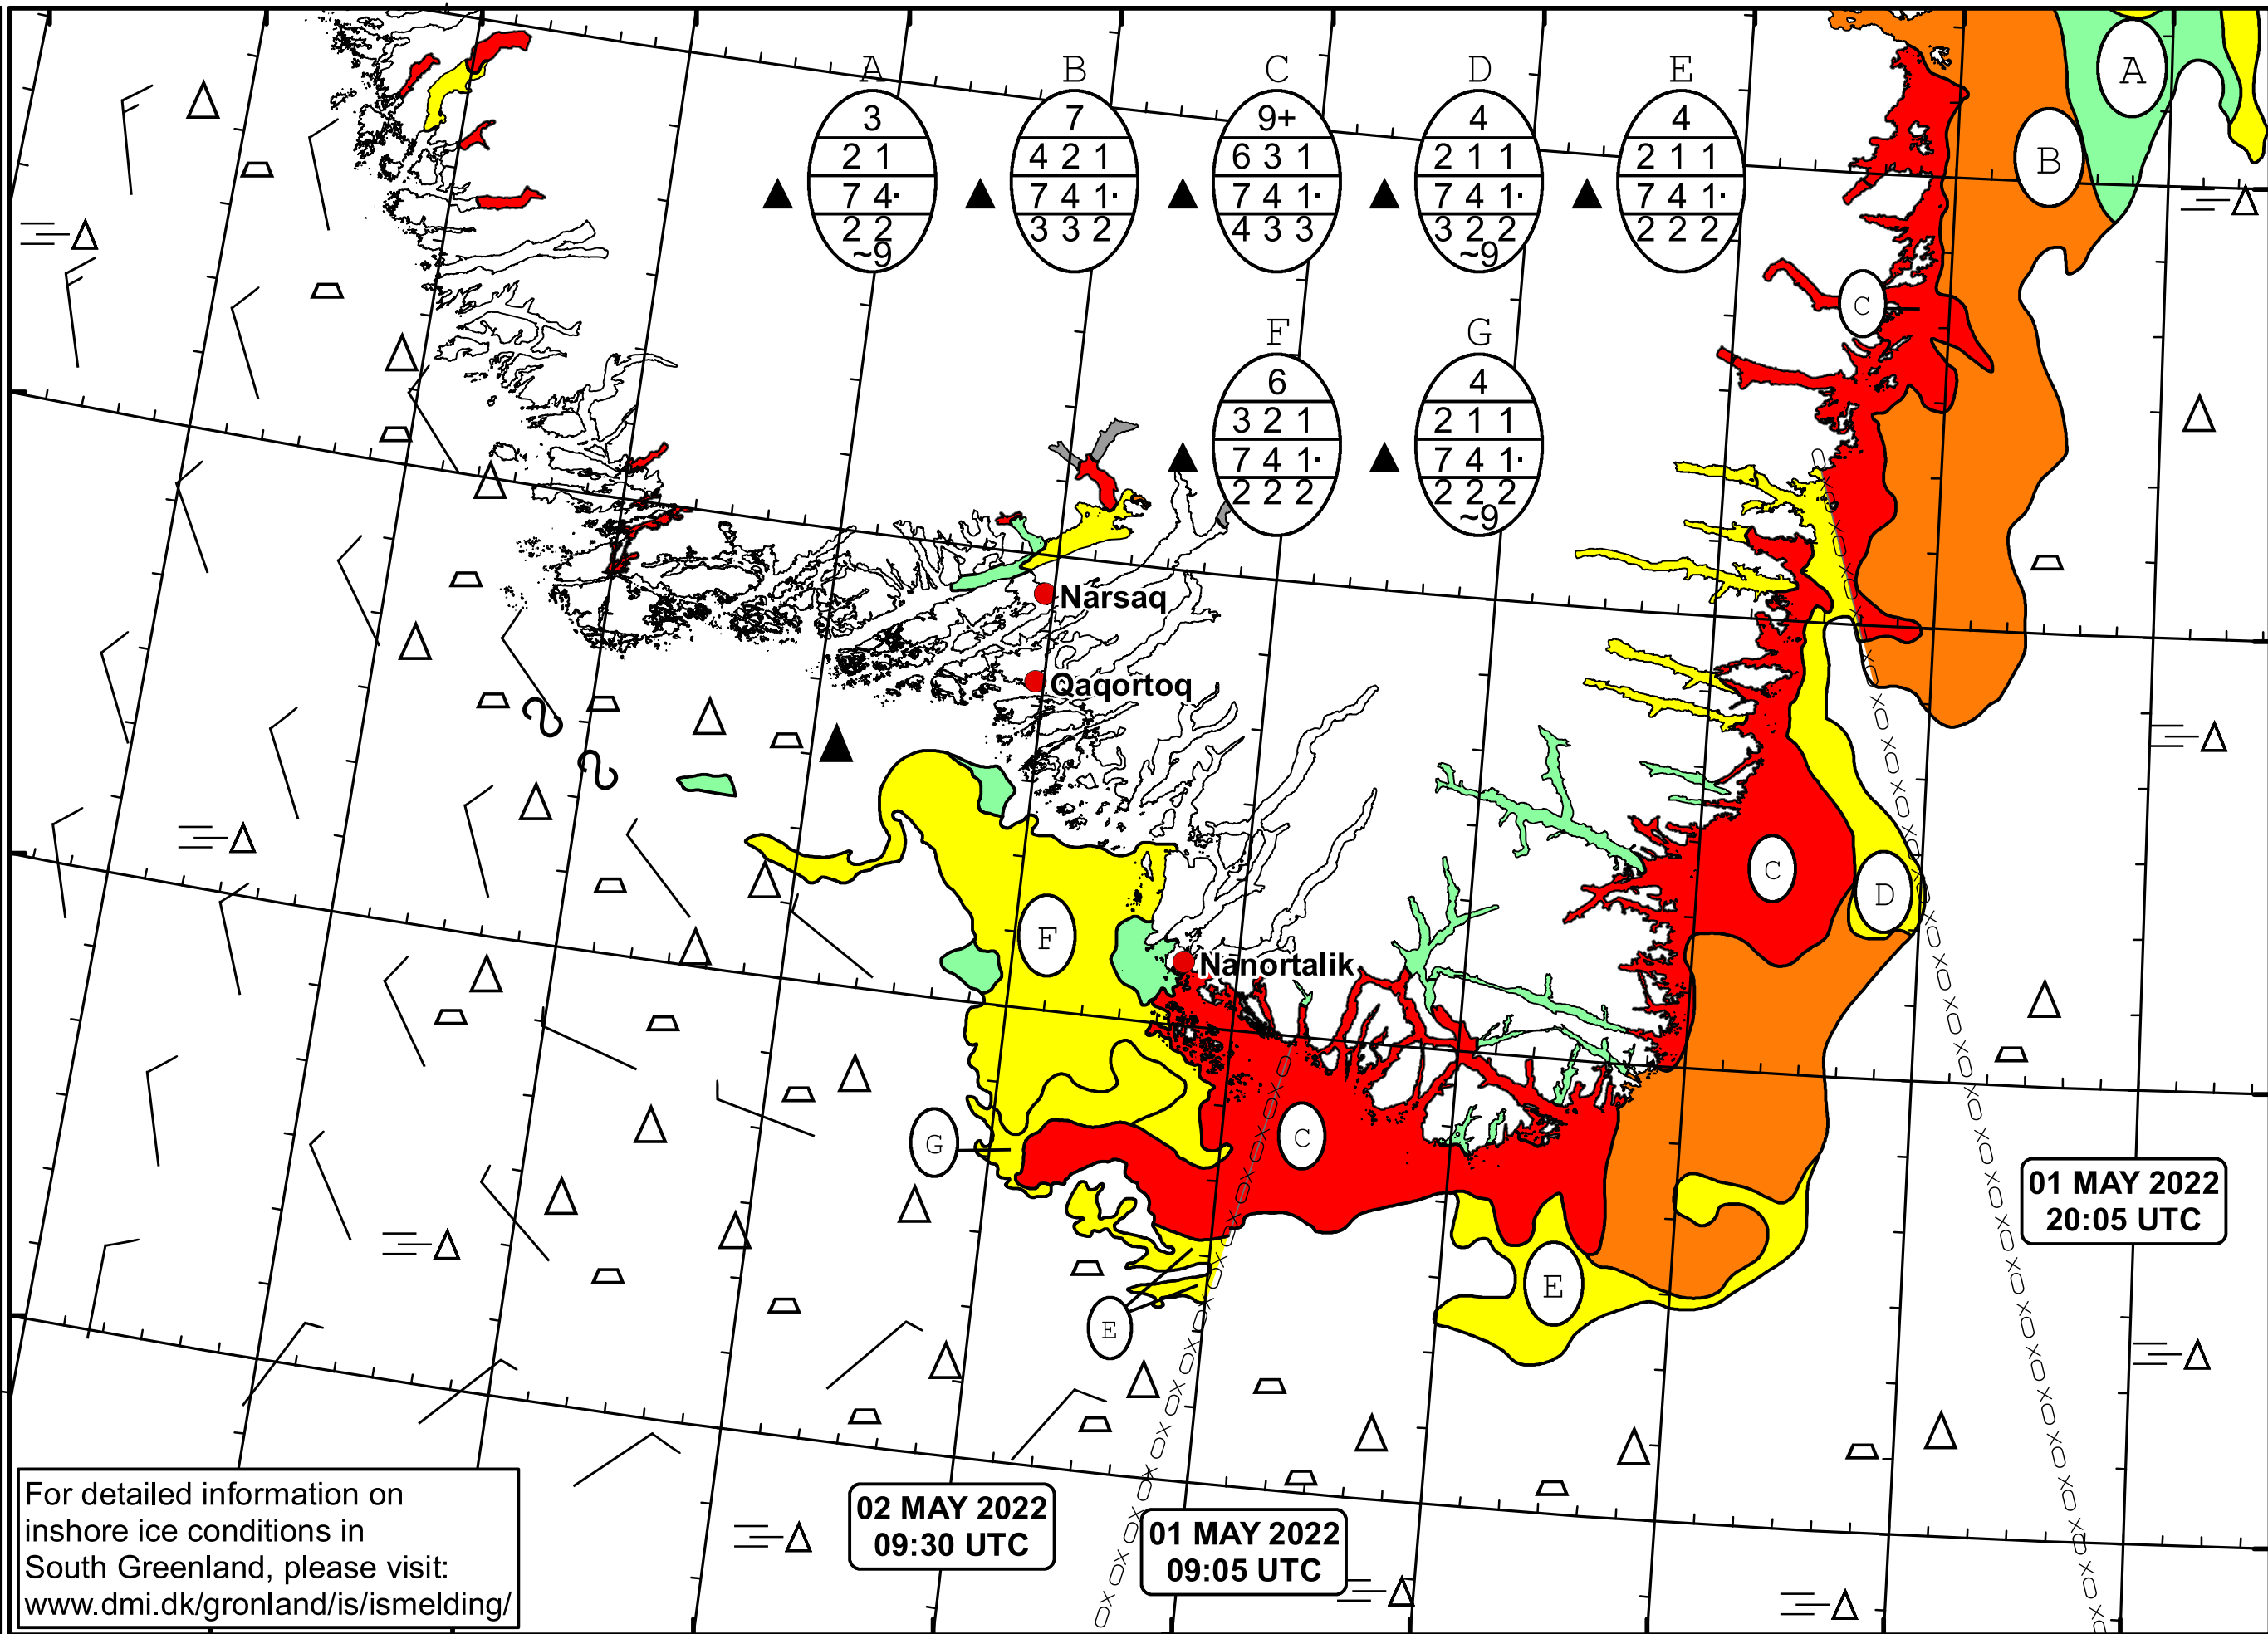 A B C D E A
3 7 9+ 4 4
2 1 4 2 1 6 3 1 2 1 1 2 1 1
B
7 4· 7 4 1· 7 4 1· 7 4 1· 7 4 1·
2 2 3 3 2 4 3 3 3 2 2 2 2 2
~9 ~9
C
F G
6 4
3 2 1 2 1 1
7 4 1· 7 4 1·
2 2 2 2 2 2
~9
Narsaq
Qaqortoq
C
D
F
Nanortalik
C
G
01 MAY 2022
20:05 UTC
E
E
For detailed information on
inshore ice conditions in
South Greenland, please visit:
www.dmi.dk/gronland/is/ismelding/
02 MAY 2022
09:30 UTC
01 MAY 2022
09:05 UTC